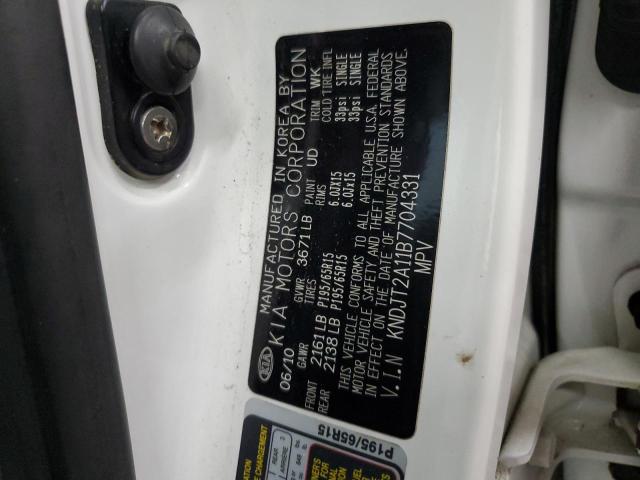 KIA
MANUFACTURED IN KOREA BY
KIA MOTORS CORPORATION
06/10 GVWR 3671LB PAINT UD TRIM WK
GAWR TIRES RIMS COLD TIRE INFL
FRONT 2161LB P195/65R15 6.0JX15 33psi SINGLE
REAR 2138LB P195/65R15 6.0JX15 33psi SINGLE
THIS VEHICLE CONFORMS TO ALL APPLICABLE U.S.A. FEDERAL
MOTOR VEHICLE SAFETY AND THEFT PREVENTION STANDARDS
IN EFFECT ON THE DATE OF MANUFACTURE SHOWN ABOVE.
V.I.N KNDJT2A11B7704331
MPV
P195/65R15
CHARGEMENT
ARRIÈRE